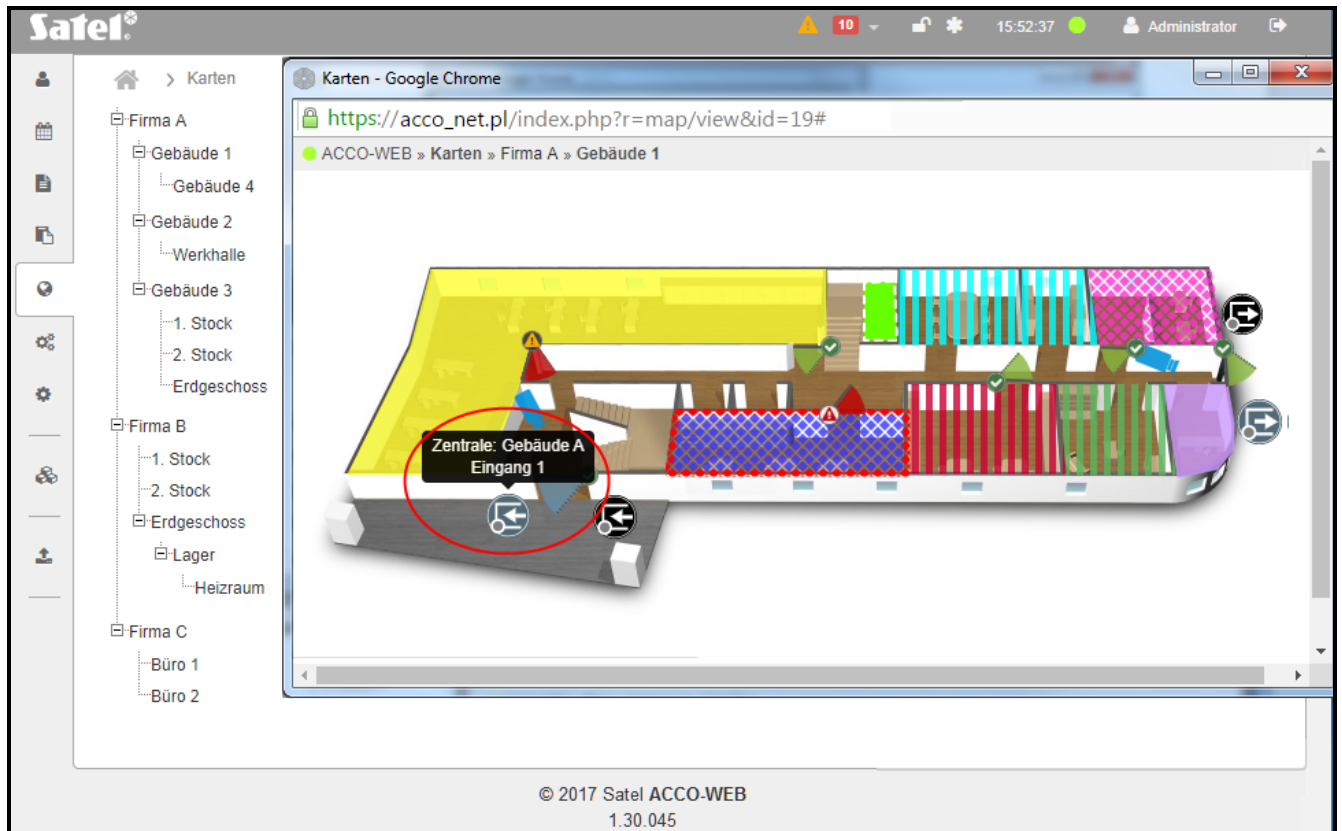 Satel®
10
15:52:37
Administrator
> Karten
Firma A
Gebäude 1
Gebäude 4
Gebäude 2
Werkhalle
Gebäude 3
1. Stock
2. Stock
Erdgeschoss
Firma B
1. Stock
2. Stock
Erdgeschoss
Lager
Heizraum
Firma C
Büro 1
Büro 2
Karten - Google Chrome
https://acco_net.pl/index.php?r=map/view&id=19#
ACCO-WEB » Karten » Firma A » Gebäude 1
Zentrale: Gebäude A
Eingang 1
© 2017 Satel ACCO-WEB
1.30.045